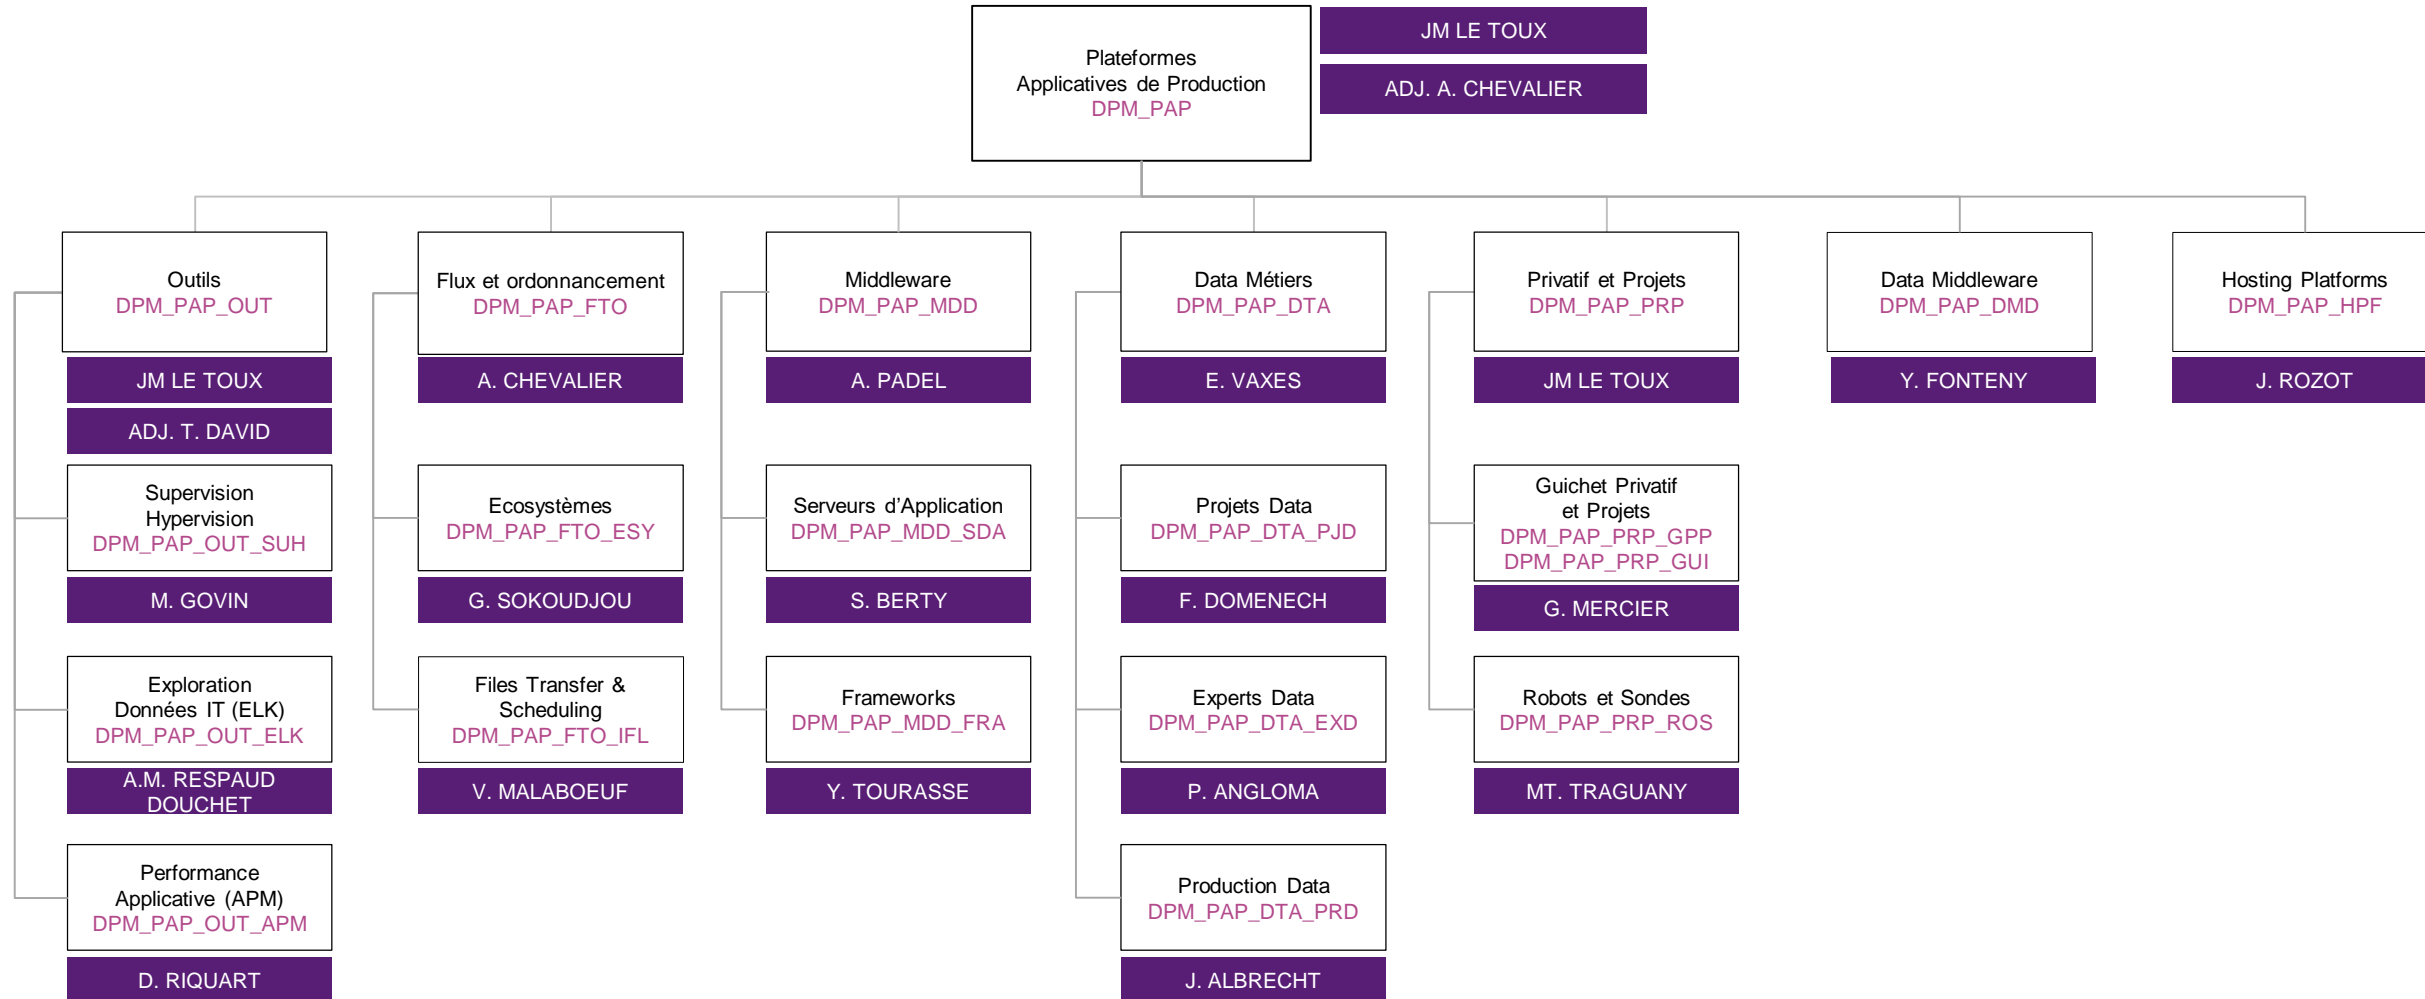 Plateformes
Applicatives de Production
DPM_PAP
JM LE TOUX
ADJ. A. CHEVALIER
Outils
DPM_PAP_OUT
JM LE TOUX
ADJ. T. DAVID
Supervision
Hypervision
DPM_PAP_OUT_SUH
M. GOVIN
Exploration
Données IT (ELK)
DPM_PAP_OUT_ELK
A.M. RESPAUD
DOUCHET
Performance
Applicative (APM)
DPM_PAP_OUT_APM
D. RIQUART
Flux et ordonnancement
DPM_PAP_FTO
A. CHEVALIER
Ecosystèmes
DPM_PAP_FTO_ESY
G. SOKOUDJOU
Files Transfer &
Scheduling
DPM_PAP_FTO_IFL
V. MALABOEUF
Middleware
DPM_PAP_MDD
A. PADEL
Serveurs d’Application
DPM_PAP_MDD_SDA
S. BERTY
Frameworks
DPM_PAP_MDD_FRA
Y. TOURASSE
Data Métiers
DPM_PAP_DTA
E. VAXES
Projets Data
DPM_PAP_DTA_PJD
F. DOMENECH
Experts Data
DPM_PAP_DTA_EXD
P. ANGLOMA
Production Data
DPM_PAP_DTA_PRD
J. ALBRECHT
Privatif et Projets
DPM_PAP_PRP
JM LE TOUX
Guichet Privatif
et Projets
DPM_PAP_PRP_GPP
DPM_PAP_PRP_GUI
G. MERCIER
Robots et Sondes
DPM_PAP_PRP_ROS
MT. TRAGUANY
Data Middleware
DPM_PAP_DMD
Y. FONTENY
Hosting Platforms
DPM_PAP_HPF
J. ROZOT